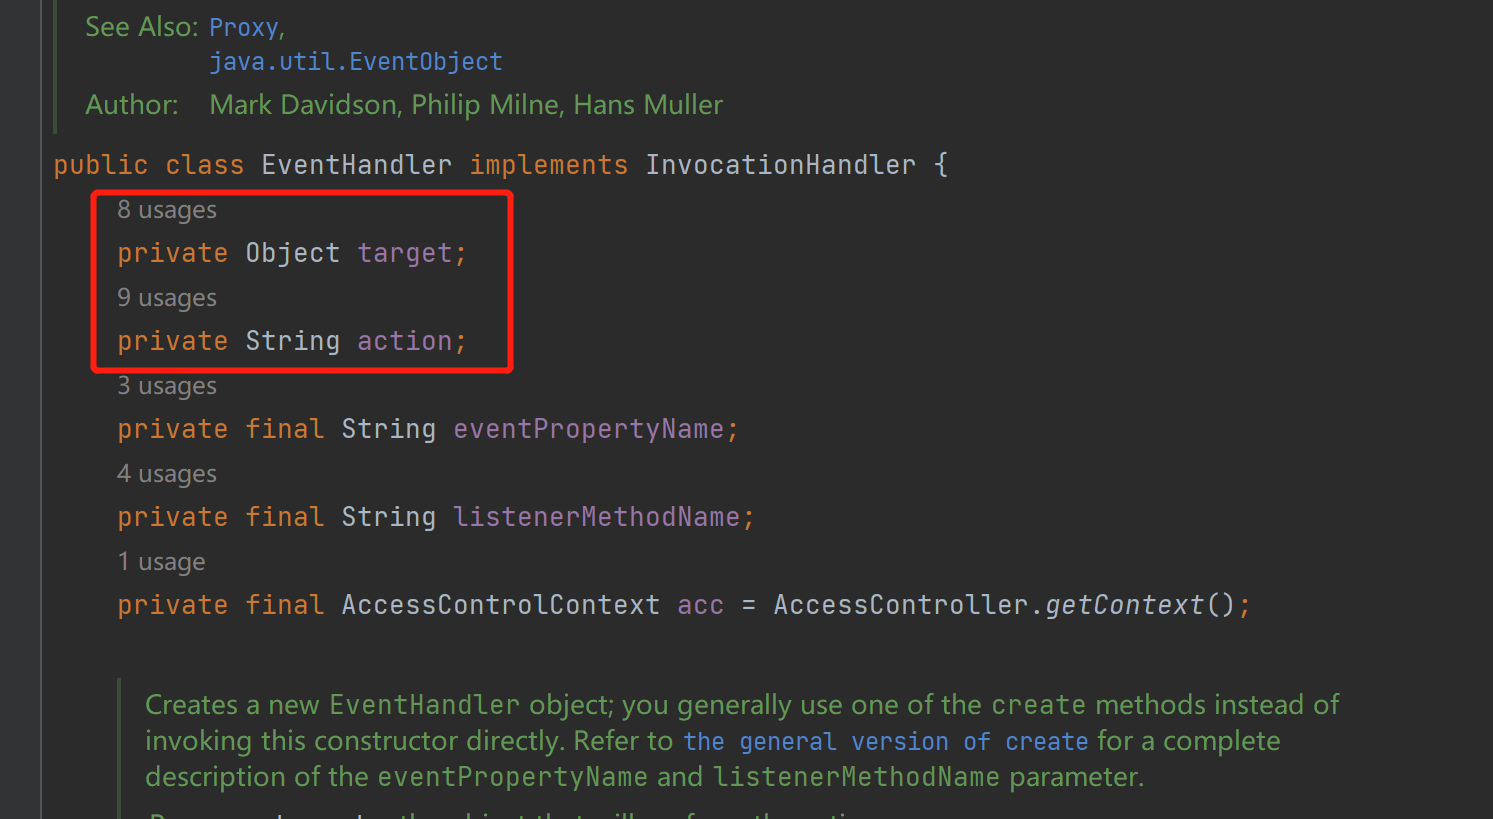 See Also: Proxy,
java.util.EventObject
Author: Mark Davidson, Philip Milne, Hans Muller
public class EventHandler implements InvocationHandler {
8 usages
private Object target;
9 usages
private String action;
3 usages
private final String eventPropertyName;
4 usages
private final String listenerMethodName;
1 usage
private final AccessControlContext acc = AccessController.getContext();
Creates a new EventHandler object; you generally use one of the create methods instead of
invoking this constructor directly. Refer to the general version of create for a complete
description of the eventPropertyName and listenerMethodName parameter.